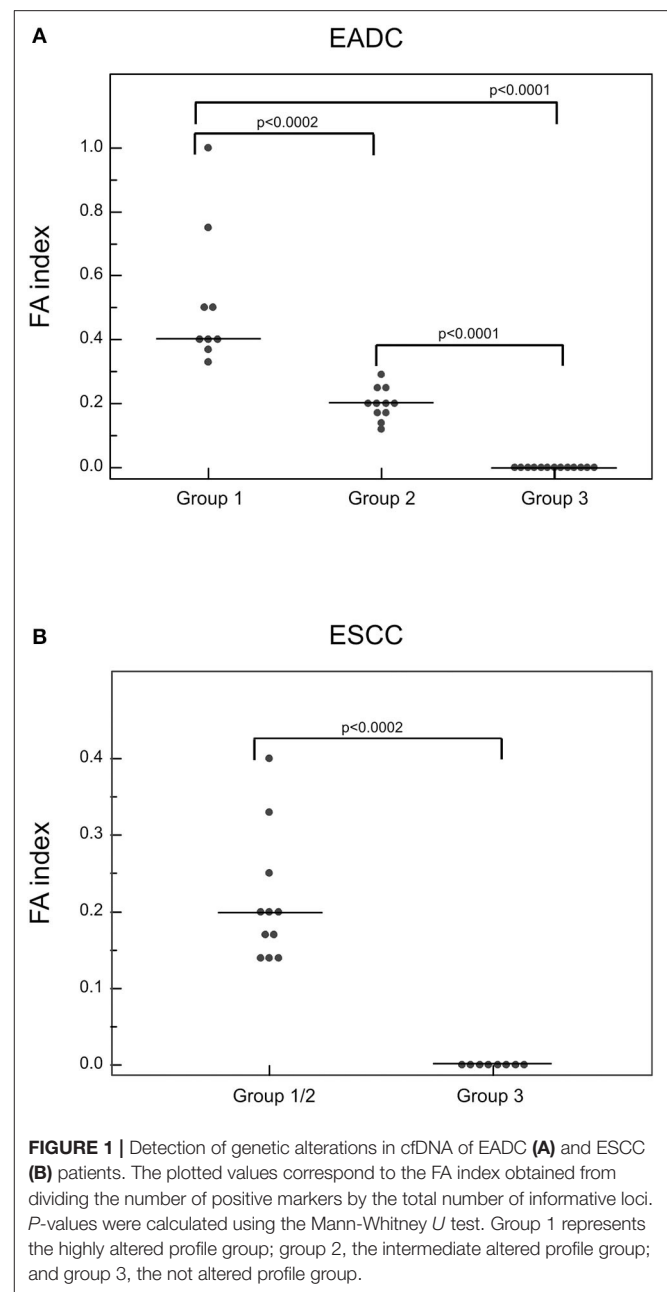 A
EADC
p<0.0001
p<0.0002
1.0
0.8
0.6
p<0.0001
0.4
0.2
0.0
FA index
Group 1 Group 2 Group 3
B
ESCC
p<0.0002
0.4
0.3
0.2
0.1
0.0
FA index
Group 1/2 Group 3
FIGURE 1 | Detection of genetic alterations in cfDNA of EADC (A) and ESCC
(B) patients. The plotted values correspond to the FA index obtained from
dividing the number of positive markers by the total number of informative loci.
P-values were calculated using the Mann-Whitney U test. Group 1 represents
the highly altered profile group; group 2, the intermediate altered profile group;
and group 3, the not altered profile group.